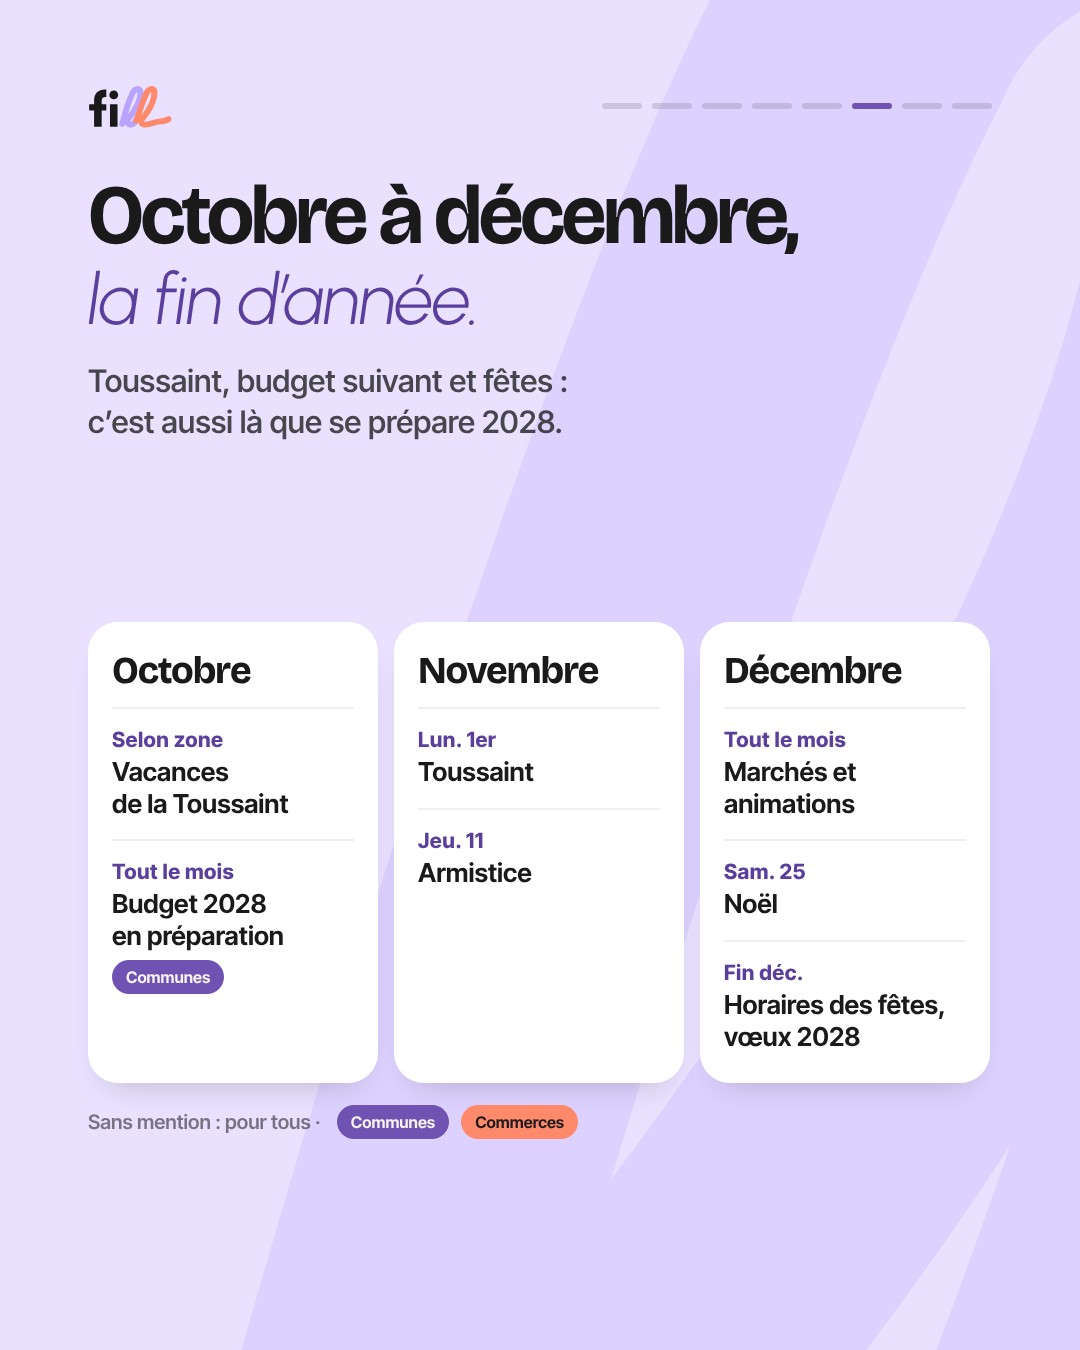 fill
Octobre à décembre,
la fin d'année.
Toussaint, budget suivant et fêtes :
c’est aussi là que se prépare 2028.
Octobre
Selon zone
Vacances
de la Toussaint
Tout le mois
Budget 2028
en préparation
Communes
Novembre
Lun. 1er
Toussaint
Jeu. 11
Armistice
Décembre
Tout le mois
Marchés et
animations
Sam. 25
Noël
Fin déc.
Horaires des fêtes,
vœux 2028
Sans mention : pour tous · Communes Commerces